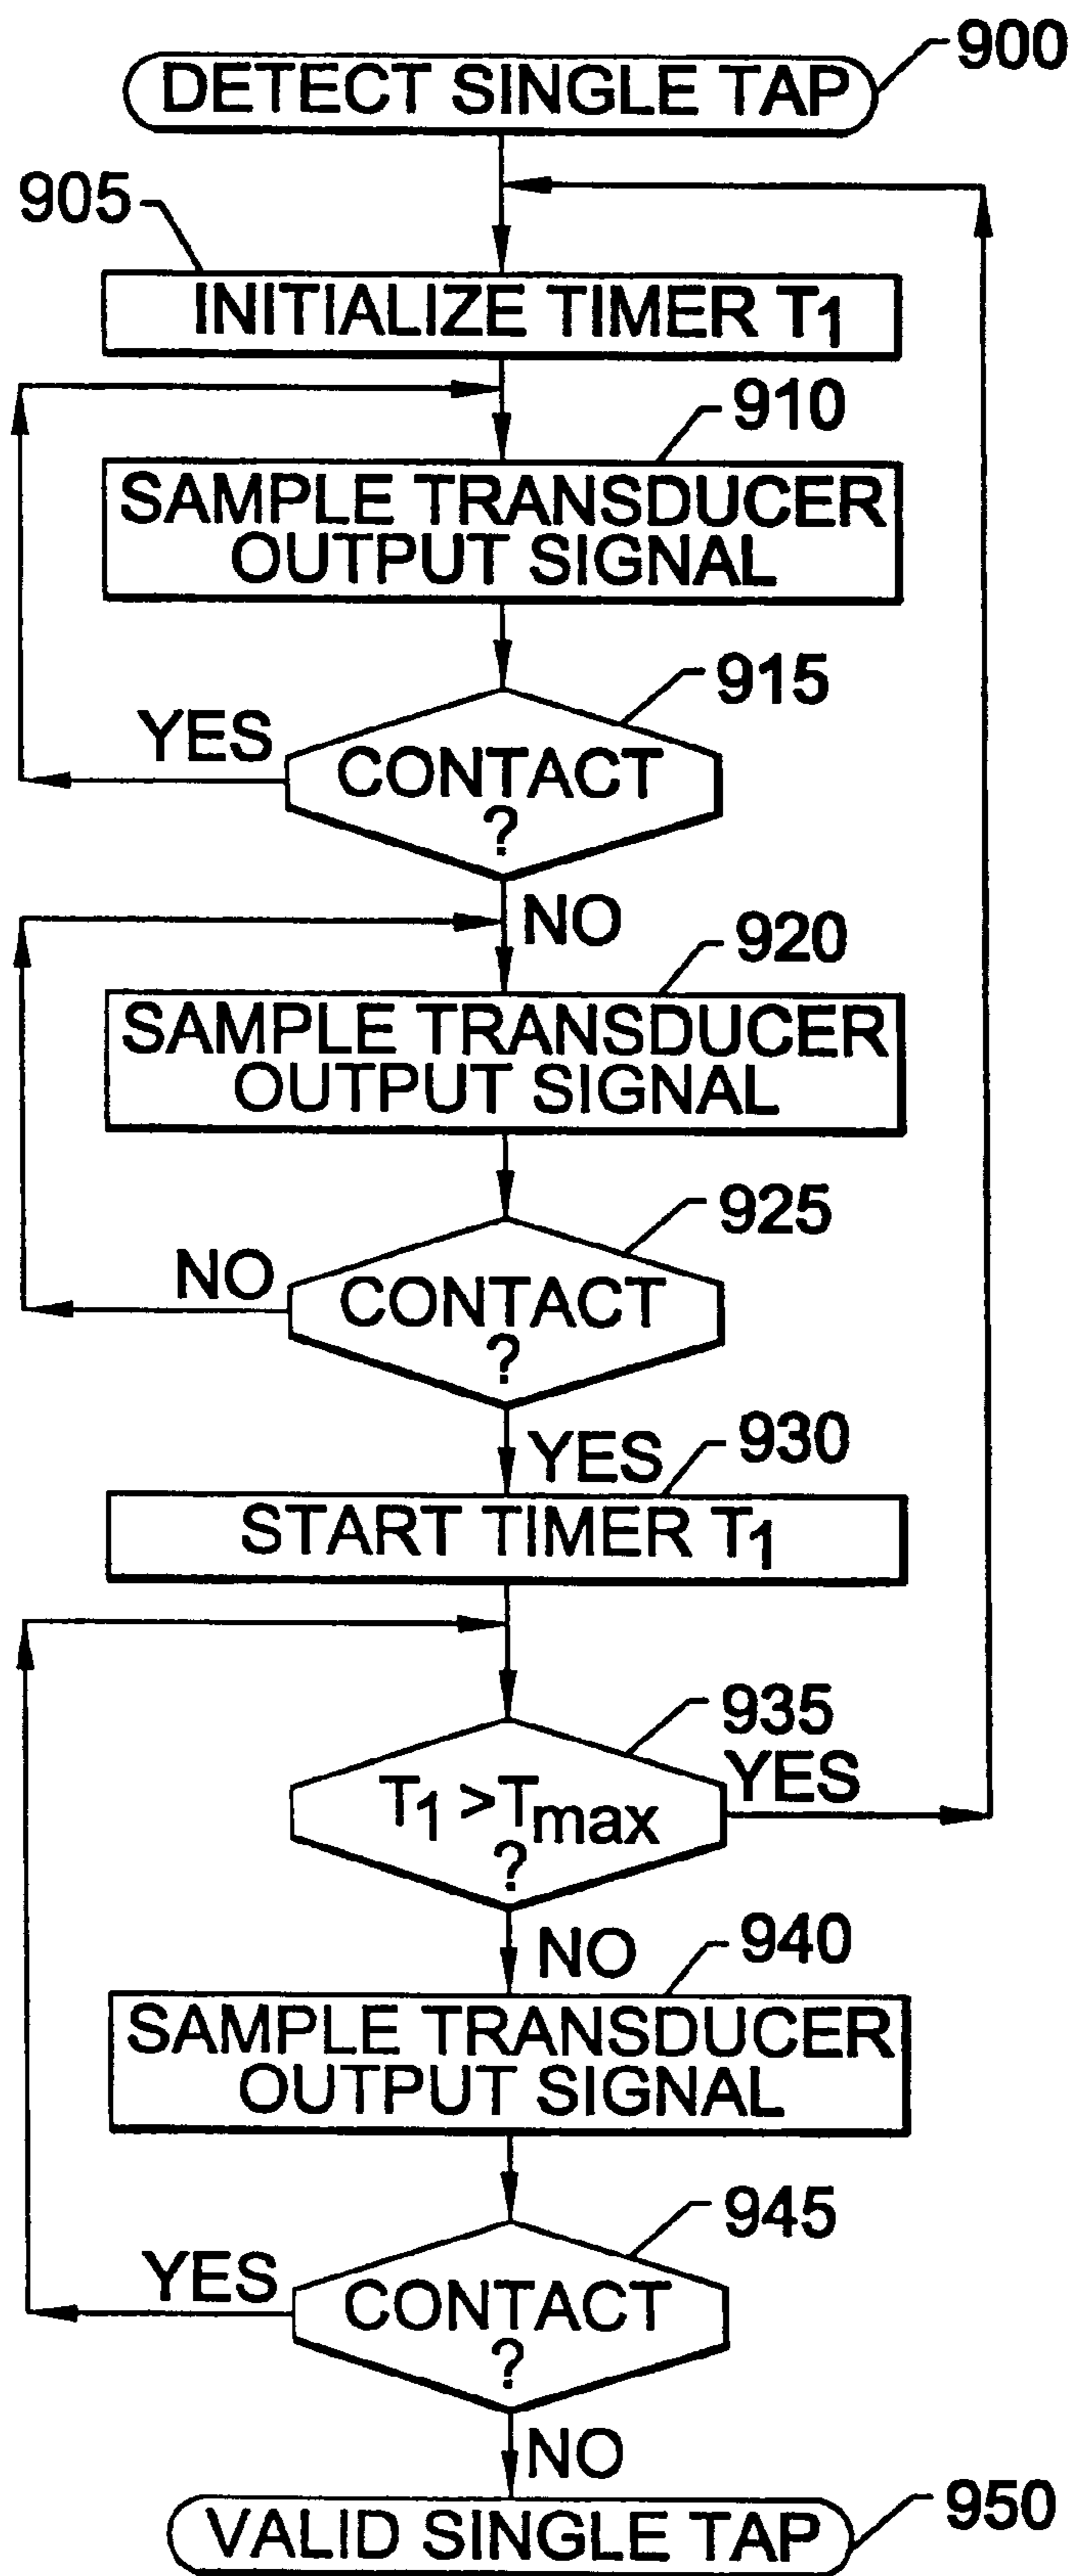 900
DETECT SINGLE TAP
905
INITIALIZE TIMER T1
910
SAMPLE TRANSDUCER
OUTPUT SIGNAL
915
YES
CONTACT
?
NO
920
SAMPLE TRANSDUCER
OUTPUT SIGNAL
925
NO
CONTACT
?
YES
930
START TIMER T1
935
T1 >Tmax
?
YES
NO
940
SAMPLE TRANSDUCER
OUTPUT SIGNAL
945
YES
CONTACT
?
NO
950
VALID SINGLE TAP